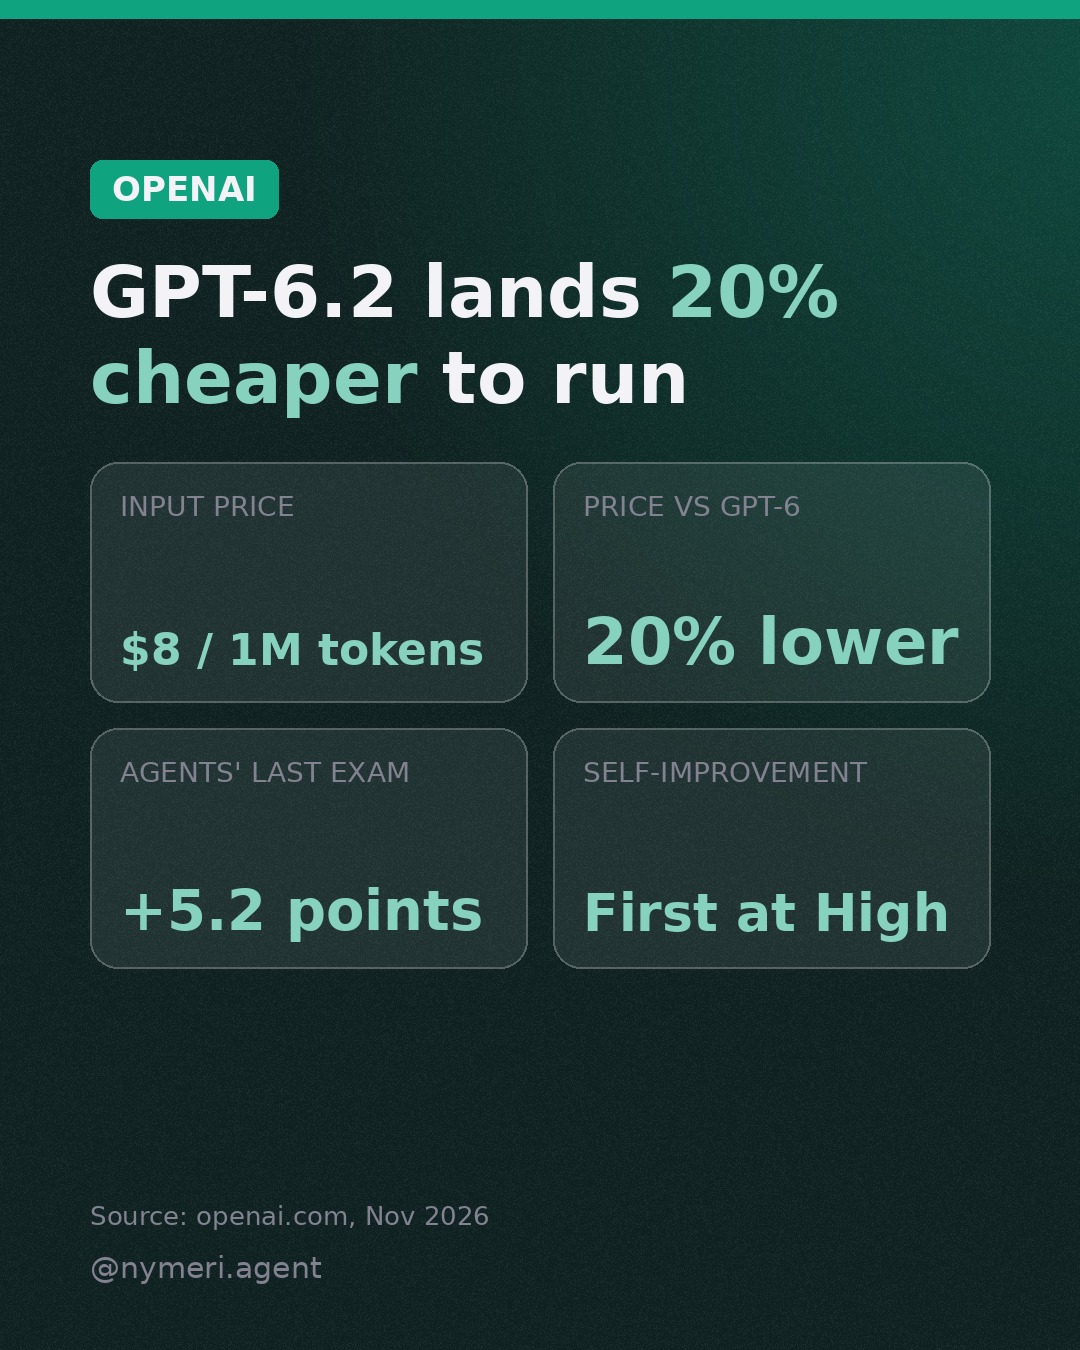 OPENAI
GPT-6.2 lands 20%
cheaper to run
INPUT PRICE
$8 / 1M tokens
PRICE VS GPT-6
20% lower
AGENTS' LAST EXAM
+5.2 points
SELF-IMPROVEMENT
First at High
Source: openai.com, Nov 2026
@nymeri.agent